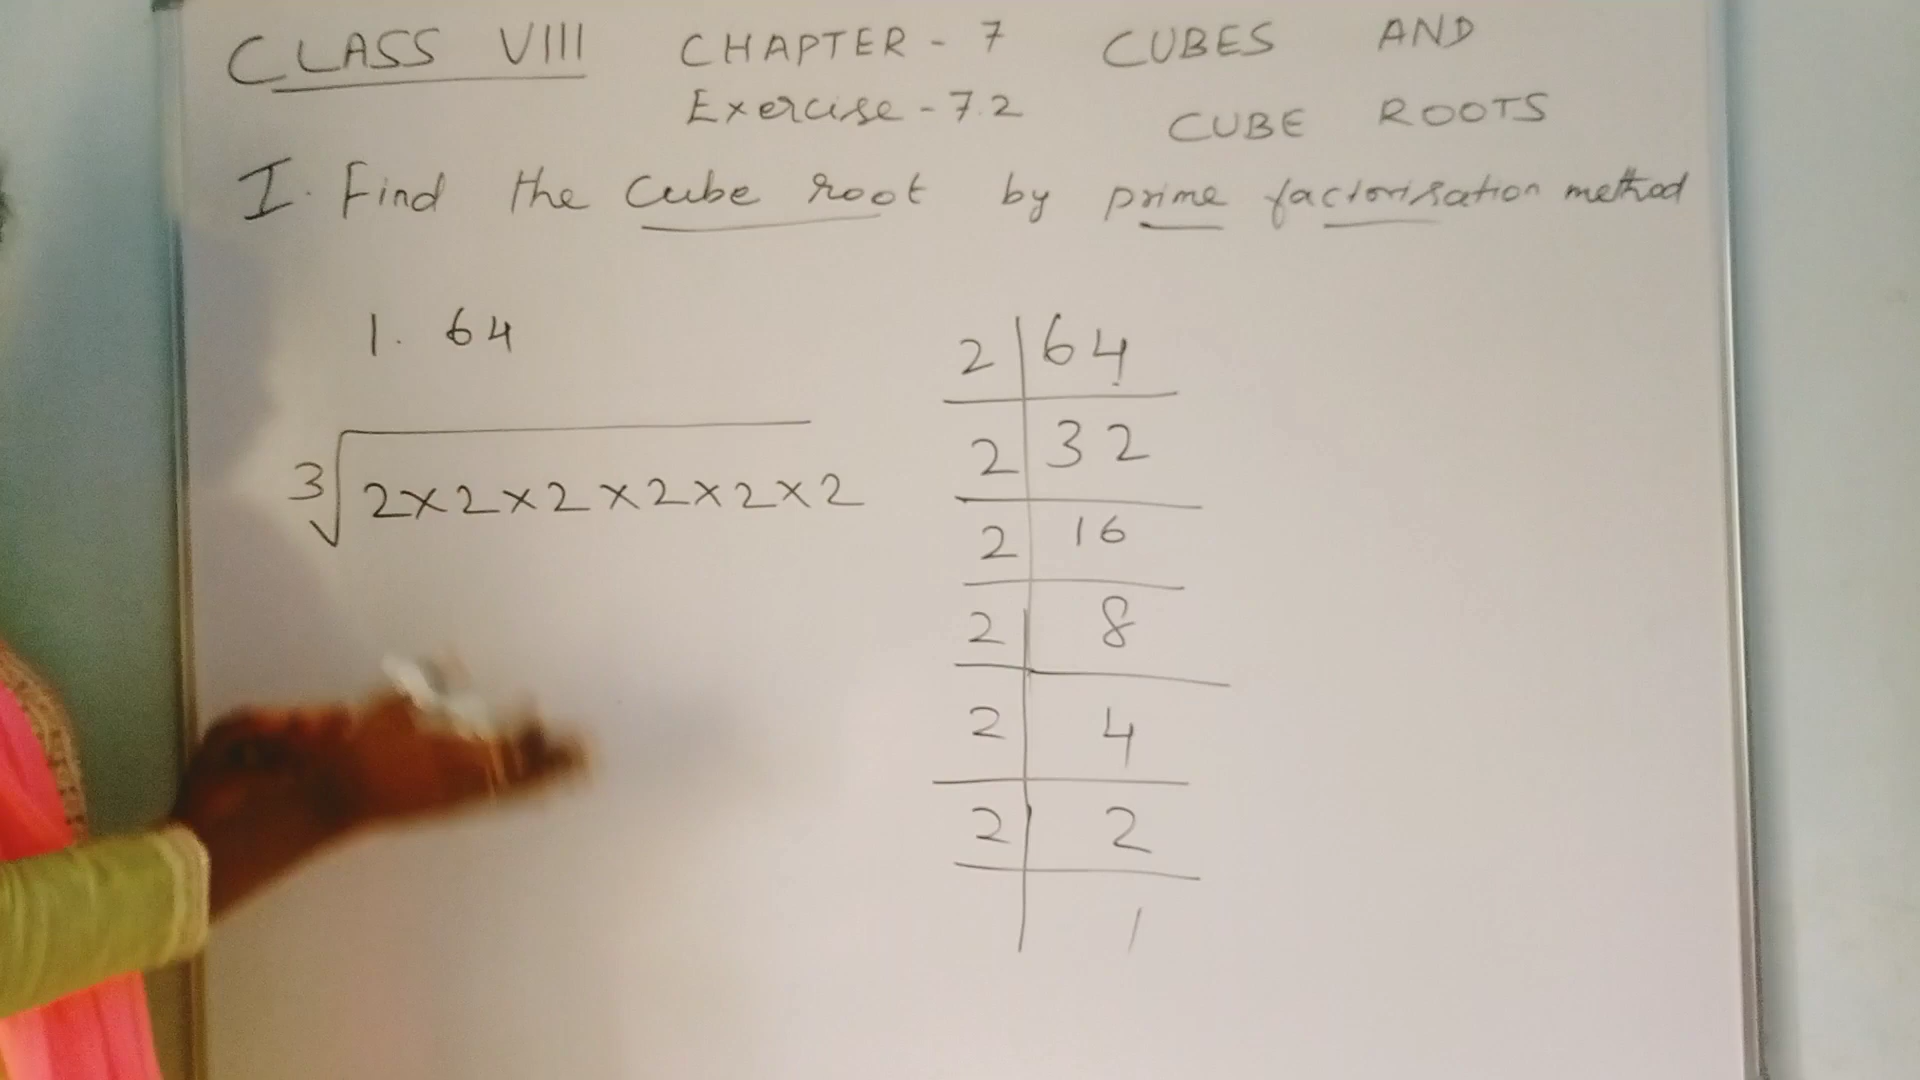 CLASS VIII CHAPTER - 7 CUBES AND
Exercise - 7.2 CUBE ROOTS
I. Find the Cube root by prime factorisation method
1. 64
3√2×2×2×2×2×2
2 | 64
2 | 32
2 | 16
2 | 8
2 | 4
2 | 2
| 1